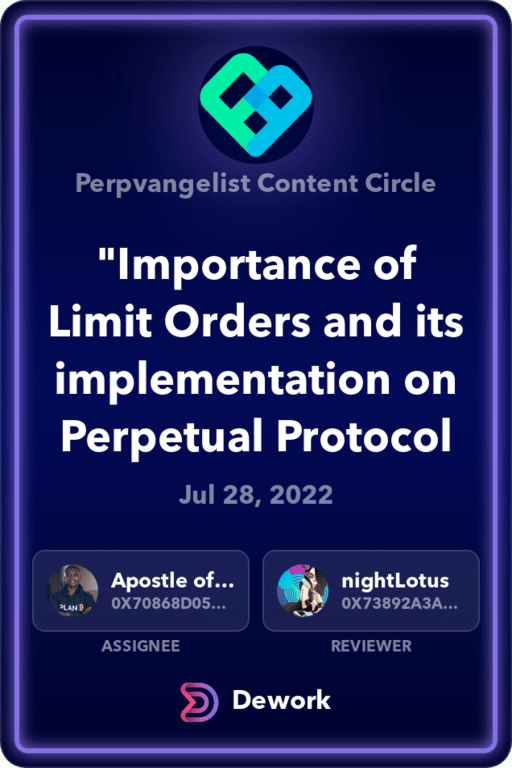 Perpvangelist Content Circle
"Importance of
Limit Orders and its
implementation on
Perpetual Protocol
Jul 28, 2022
Apostle of...
0X70868D05...
ASSIGNEE
nightLotus
0X73892A3A...
REVIEWER
Dework